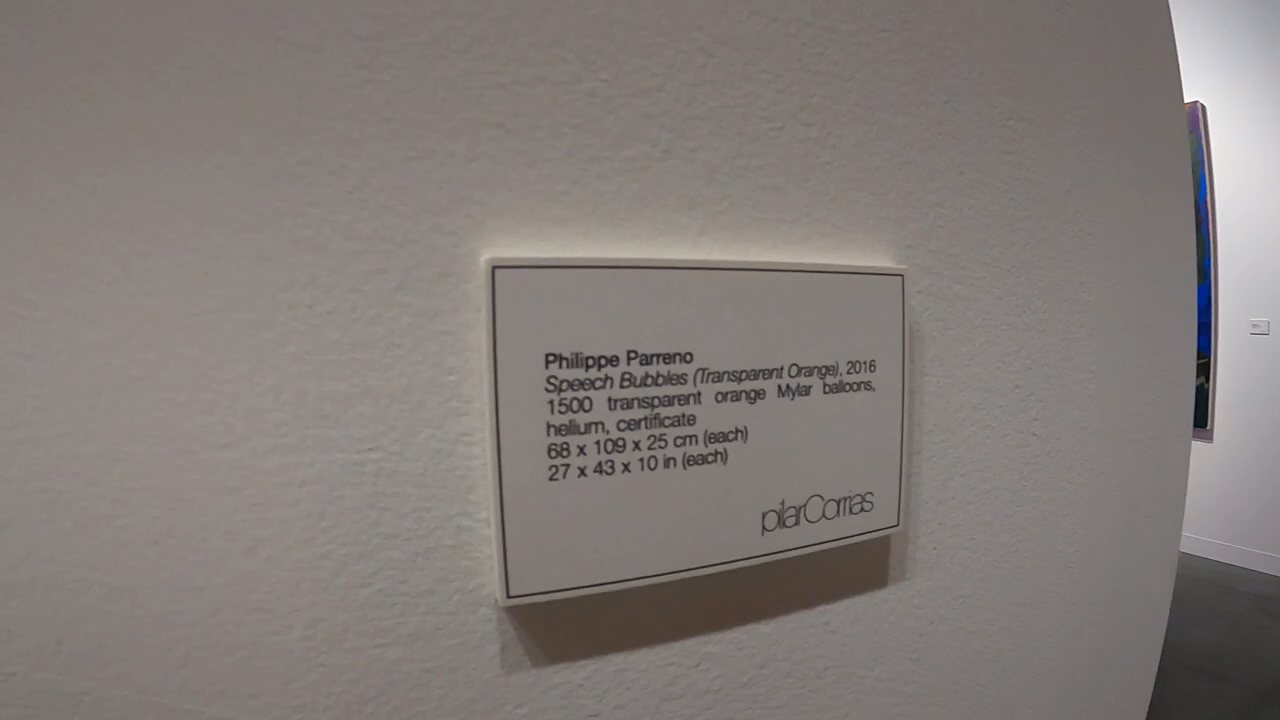 Philippe Parreno
Speech Bubbles (Transparent Orange), 2016
1500 transparent orange Mylar balloons,
helium, certificate
68 x 109 x 25 cm (each)
27 x 43 x 10 in (each)
pilarCorrias